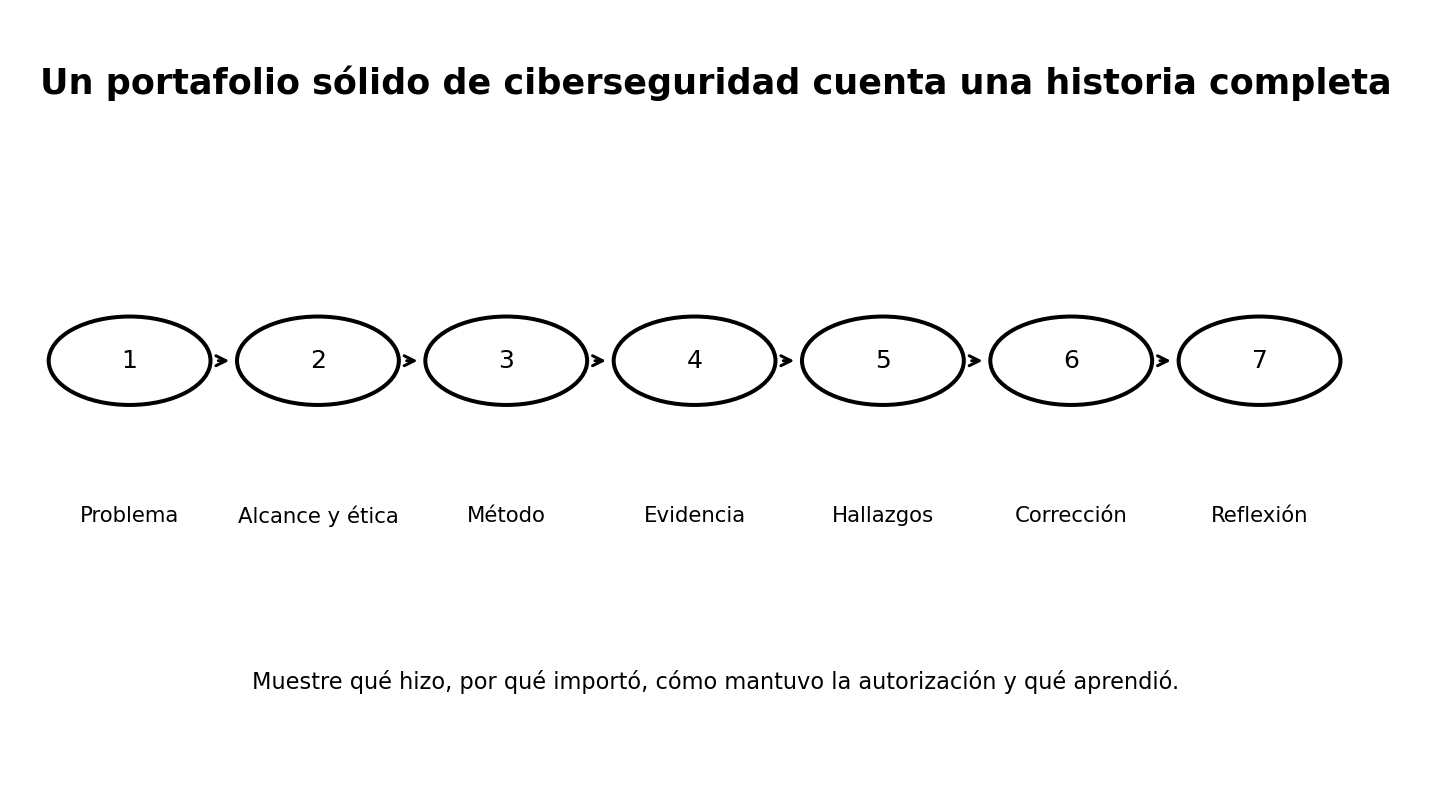 Un portafolio sólido de ciberseguridad cuenta una historia completa
1 2 3 4 5 6 7
Problema Alcance y ética Método Evidencia Hallazgos Corrección Reflexión
Muestre qué hizo, por qué importó, cómo mantuvo la autorización y qué aprendió.